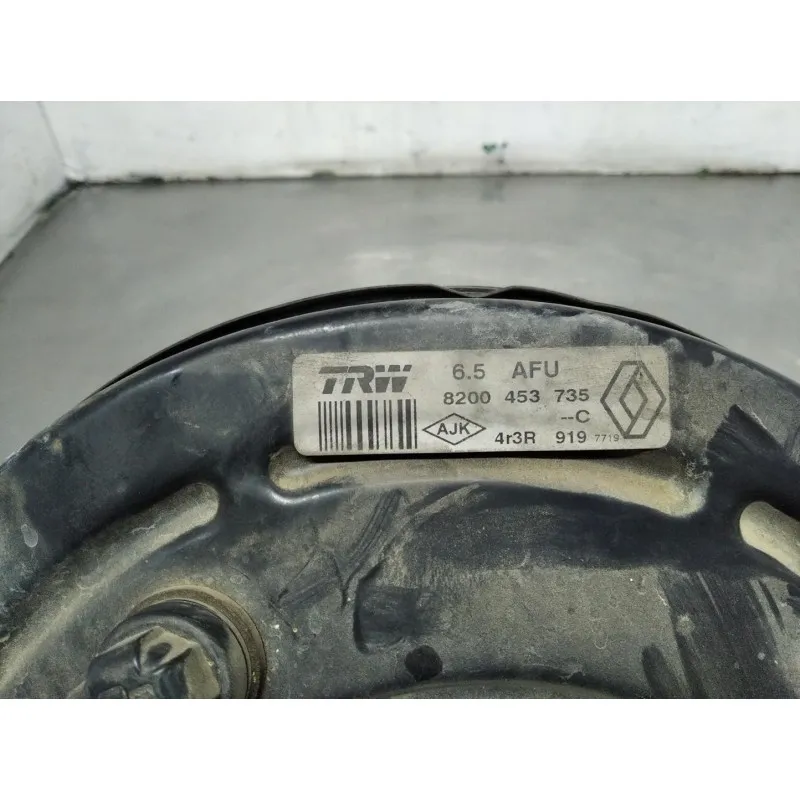 TRW 6.5 AFU
8200 453 735
--C
AJK 4r3R 919 7719